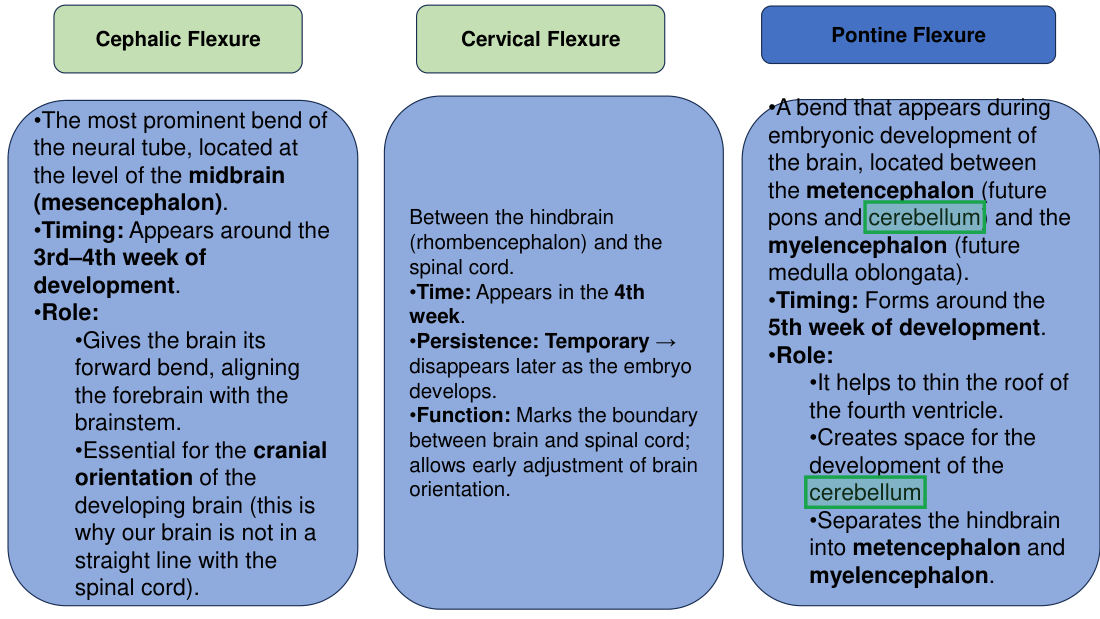 Cephalic Flexure
•The most prominent bend of
the neural tube, located at
the level of the midbrain
(mesencephalon).
•Timing: Appears around the
3rd–4th week of
development.
•Role:
•Gives the brain its
forward bend, aligning
the forebrain with the
brainstem.
•Essential for the cranial
orientation of the
developing brain (this is
why our brain is not in a
straight line with the
spinal cord).
Cervical Flexure
Between the hindbrain
(rhombencephalon) and the
spinal cord.
•Time: Appears in the 4th
week.
•Persistence: Temporary →
disappears later as the embryo
develops.
•Function: Marks the boundary
between brain and spinal cord;
allows early adjustment of brain
orientation.
Pontine Flexure
•A bend that appears during
embryonic development of
the brain, located between
the metencephalon (future
pons and cerebellum) and the
myelencephalon (future
medulla oblongata).
•Timing: Forms around the
5th week of development.
•Role:
•It helps to thin the roof of
the fourth ventricle.
•Creates space for the
development of the
cerebellum
•Separates the hindbrain
into metencephalon and
myelencephalon.